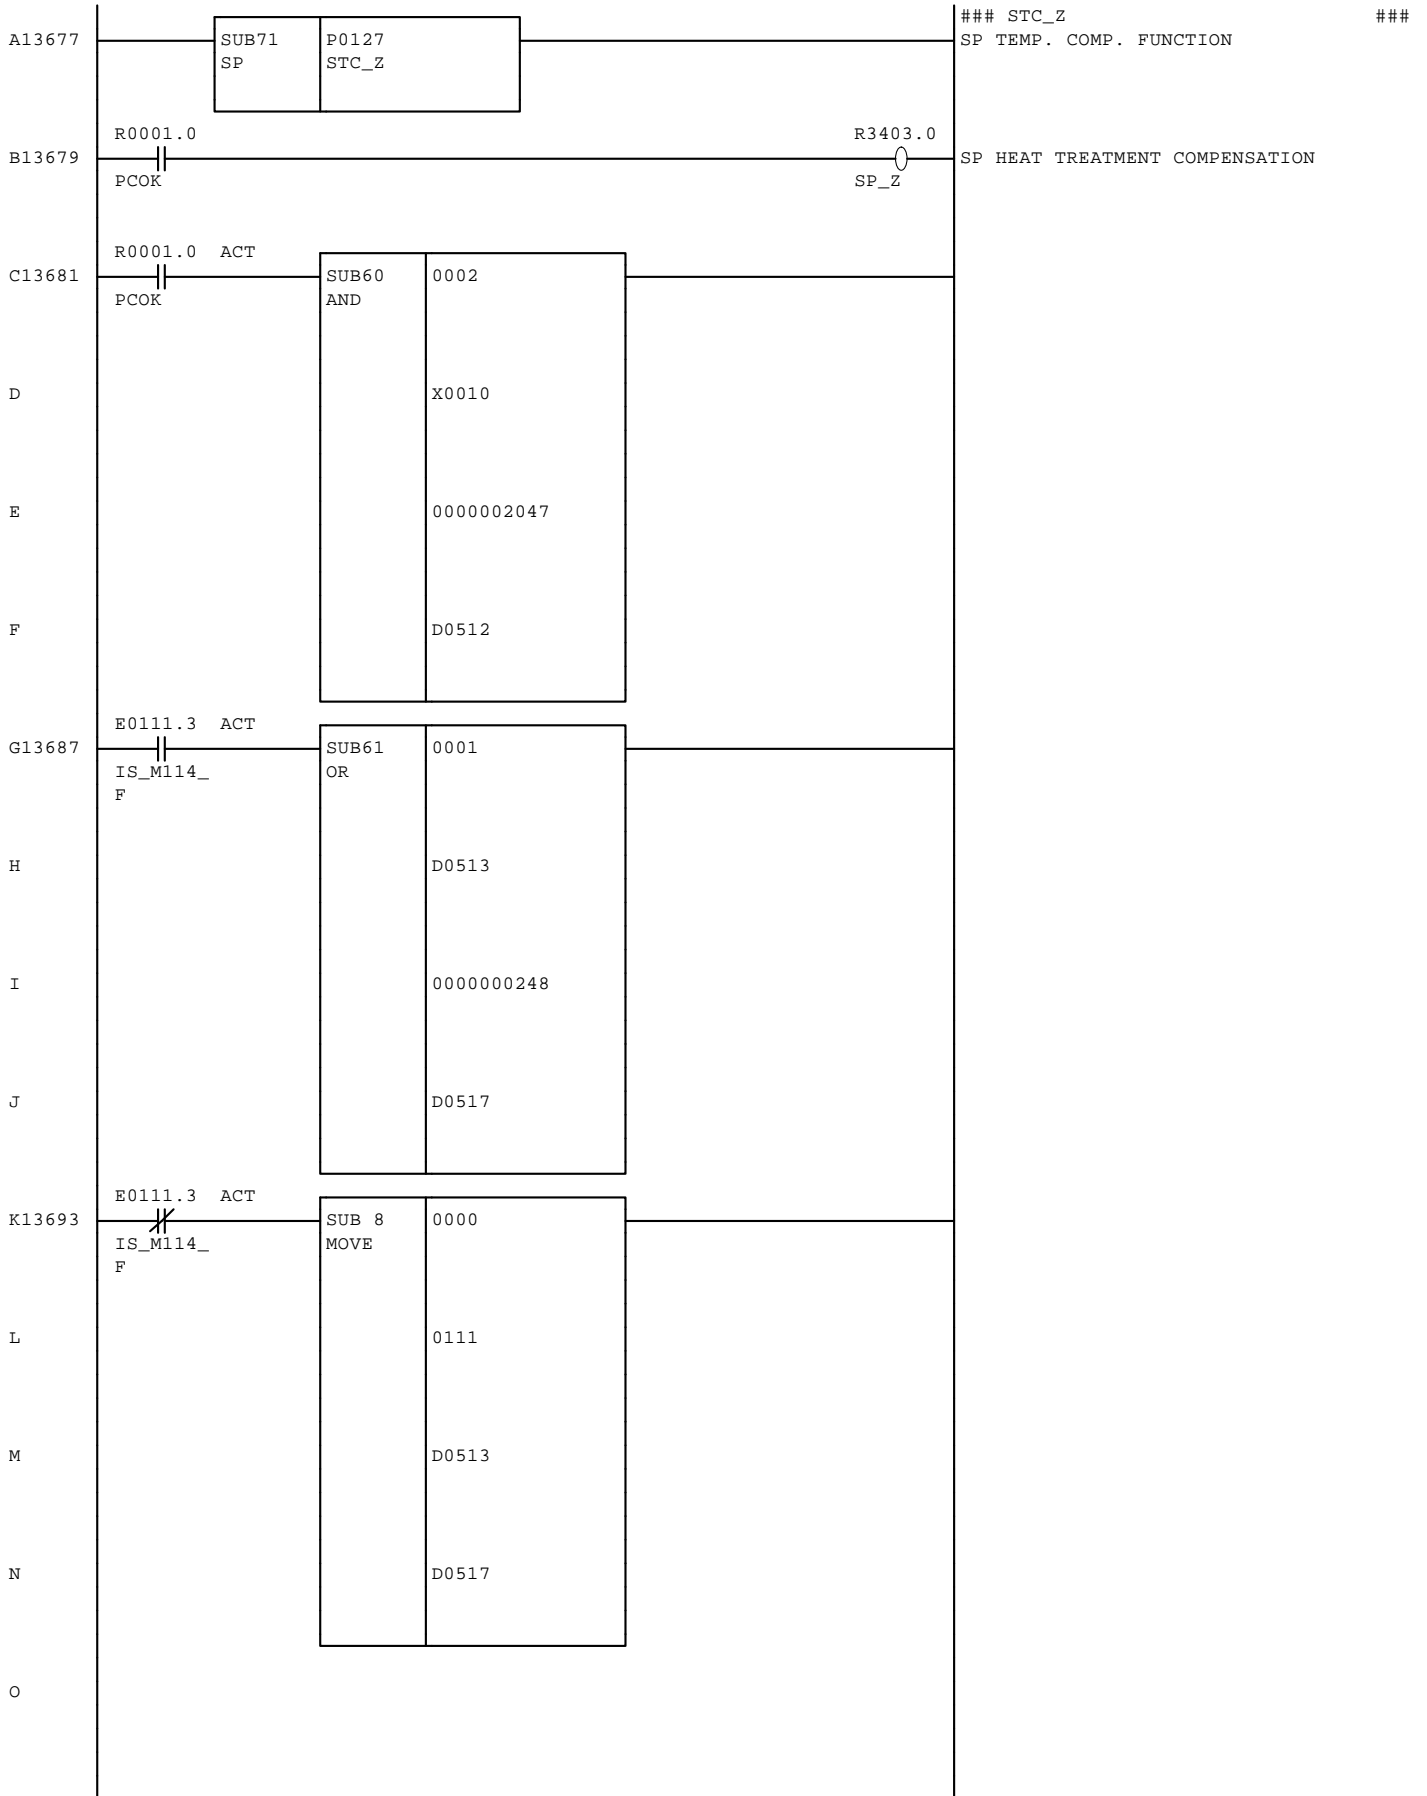 ### STC_Z ###
A13677 SUB71 P0127 SP TEMP. COMP. FUNCTION
SP STC_Z
R0001.0 R3403.0
B13679 SP HEAT TREATMENT COMPENSATION
PCOK SP_Z
R0001.0 ACT
C13681 SUB60 0002
PCOK AND
D X0010
E 0000002047
F D0512
E0111.3 ACT
G13687 SUB61 0001
IS_M114_ OR
F
H D0513
I 0000000248
J D0517
E0111.3 ACT
K13693 SUB 8 0000
IS_M114_ MOVE
F
L 0111
M D0513
N D0517
O